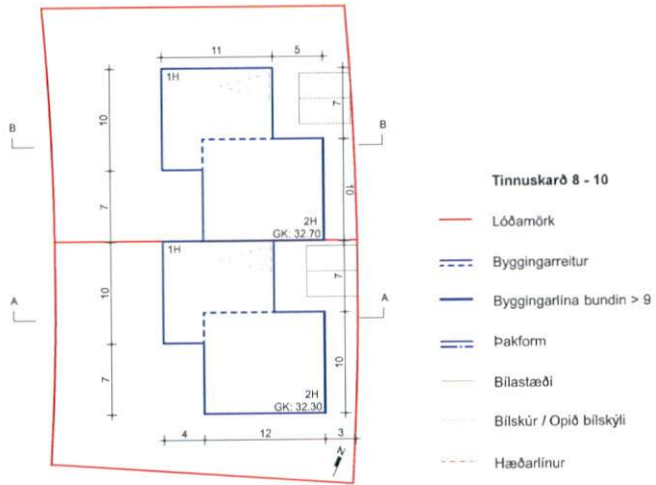 11
5
1H
7
10
B
B
10
7
2H
GK: 32.70
1H
7
10
A
A
10
7
2H
GK: 32.30
4
12
3
N
Tinnuskarð 8 - 10
Lóðamörk
Byggingarreitur
Byggingarlína bundin > 9
Þakform
Bílastæði
Bílskúr / Opið bílskýli
Hæðarlínur